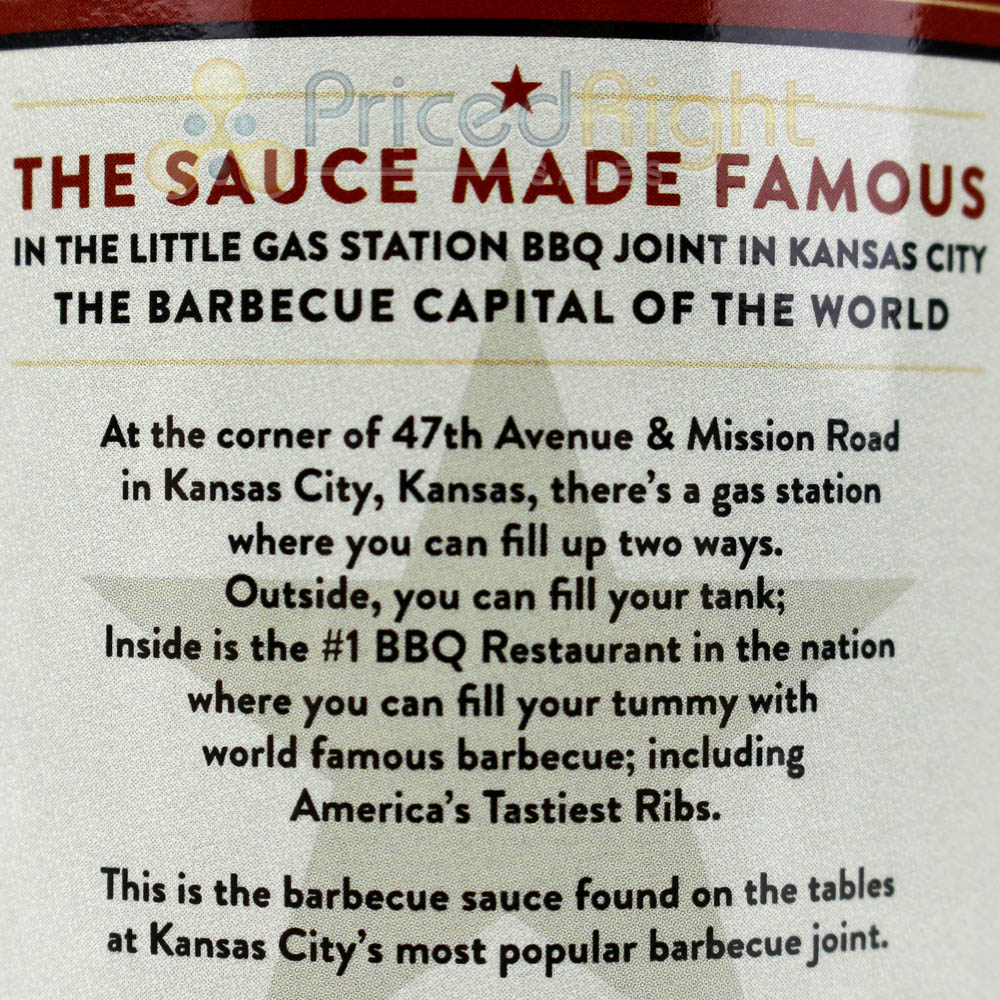 PricedRight
SALES
THE SAUCE MADE FAMOUS
IN THE LITTLE GAS STATION BBQ JOINT IN KANSAS CITY
THE BARBECUE CAPITAL OF THE WORLD
At the corner of 47th Avenue & Mission Road
in Kansas City, Kansas, there's a gas station
where you can fill up two ways.
Outside, you can fill your tank;
Inside is the #1 BBQ Restaurant in the nation
where you can fill your tummy with
world famous barbecue; including
America's Tastiest Ribs.
This is the barbecue sauce found on the tables
at Kansas City's most popular barbecue joint.